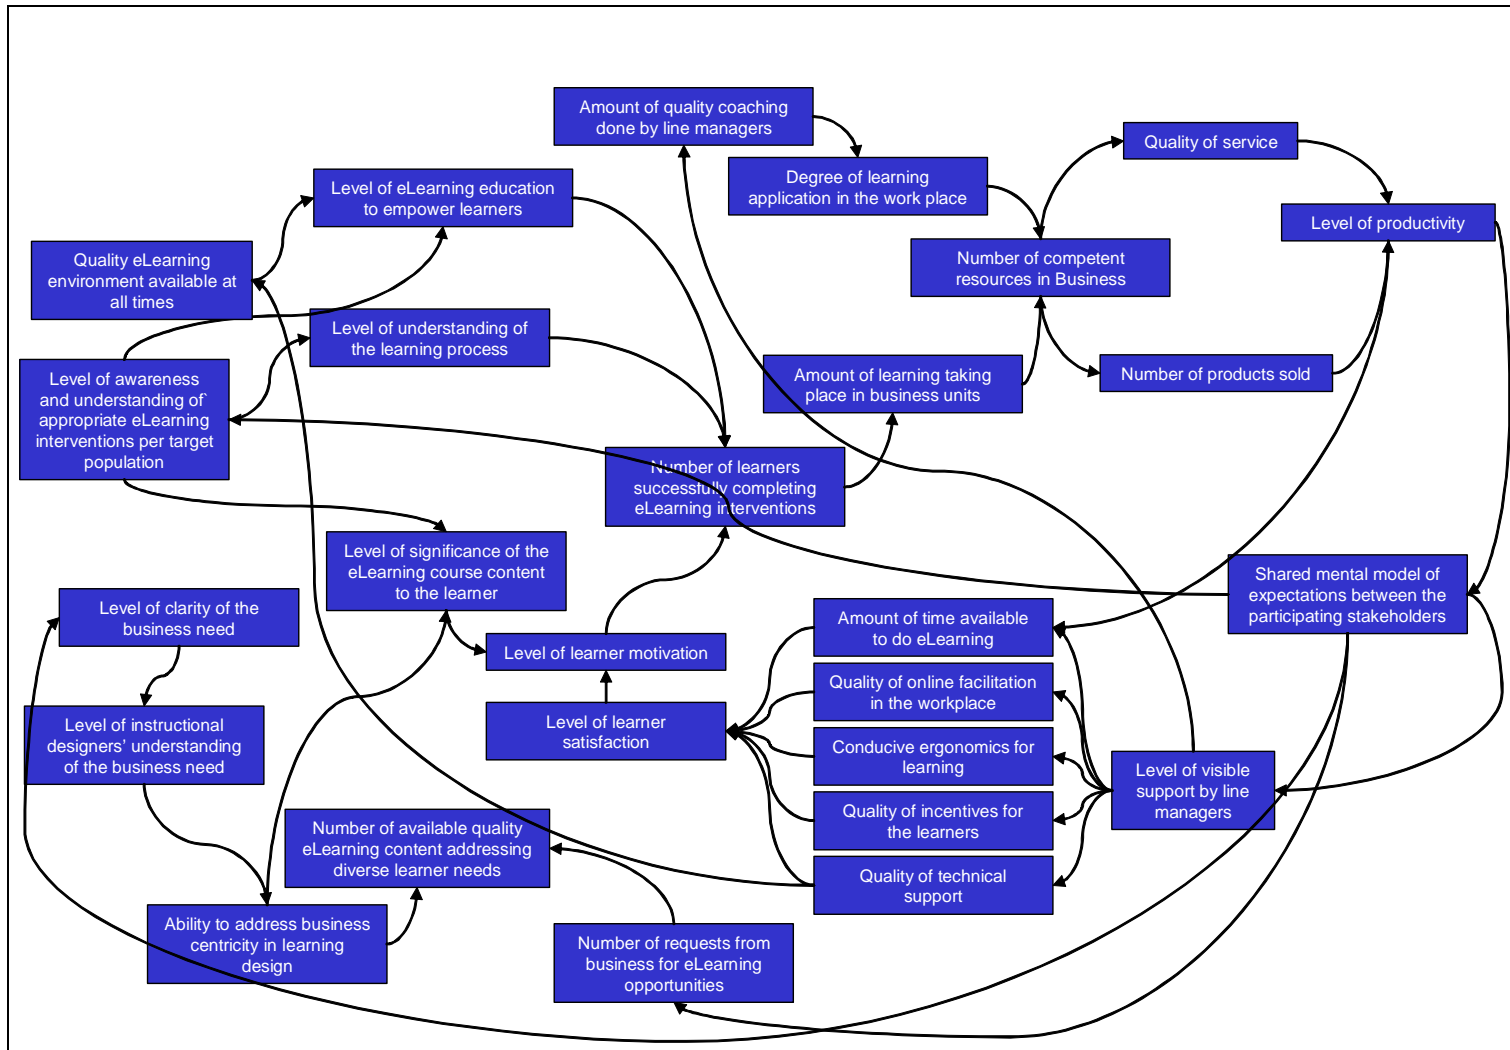 Amount of quality coaching
done by line managers
Quality of service
Degree of learning
application in the work place
Level of eLearning education
to empower learners
Level of productivity
Quality eLearning
environment available at
all times
Number of competent
resources in Business
Level of understanding of
the learning process
Level of awareness
and understanding of`
appropriate eLearning
interventions per target
population
Amount of learning taking
place in business units
Number of products sold
Number of learners
successfully completing
eLearning interventions
Level of significance of the
eLearning course content
to the learner
Shared mental model of
expectations between the
participating stakeholders
Level of clarity of the
business need
Amount of time available
to do eLearning
Level of learner motivation
Quality of online facilitation
in the workplace
Level of instructional
designers' understanding
of the business need
Level of learner
satisfaction
Conducive ergonomics for
learning
Level of visible
support by line
managers
Quality of incentives for
the learners
Number of available quality
eLearning content addressing
diverse learner needs
Quality of technical
support
Ability to address business
centricity in learning
design
Number of requests from
business for eLearning
opportunities